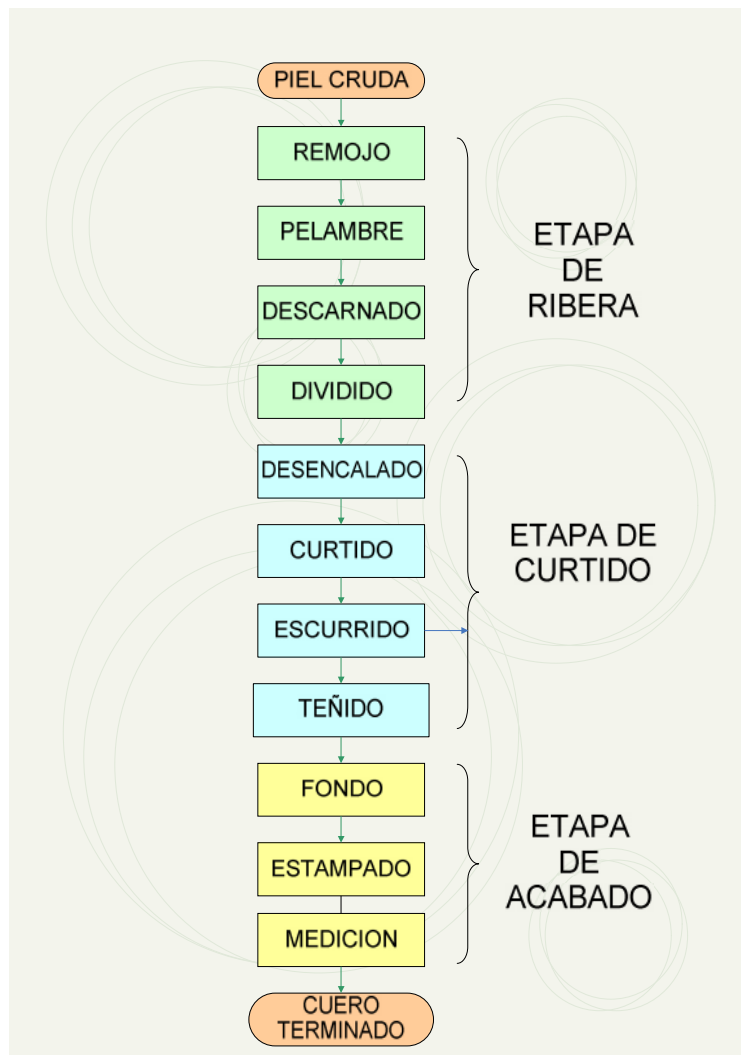 PIEL CRUDA
REMOJO
PELAMBRE
DESCARNADO
DIVIDIDO
ETAPA
DE
RIBERA
DESENCALADO
CURTIDO
ESCURRIDO
TEÑIDO
ETAPA DE
CURTIDO
FONDO
ESTAMPADO
MEDICION
ETAPA
DE
ACABADO
CUERO
TERMINADO